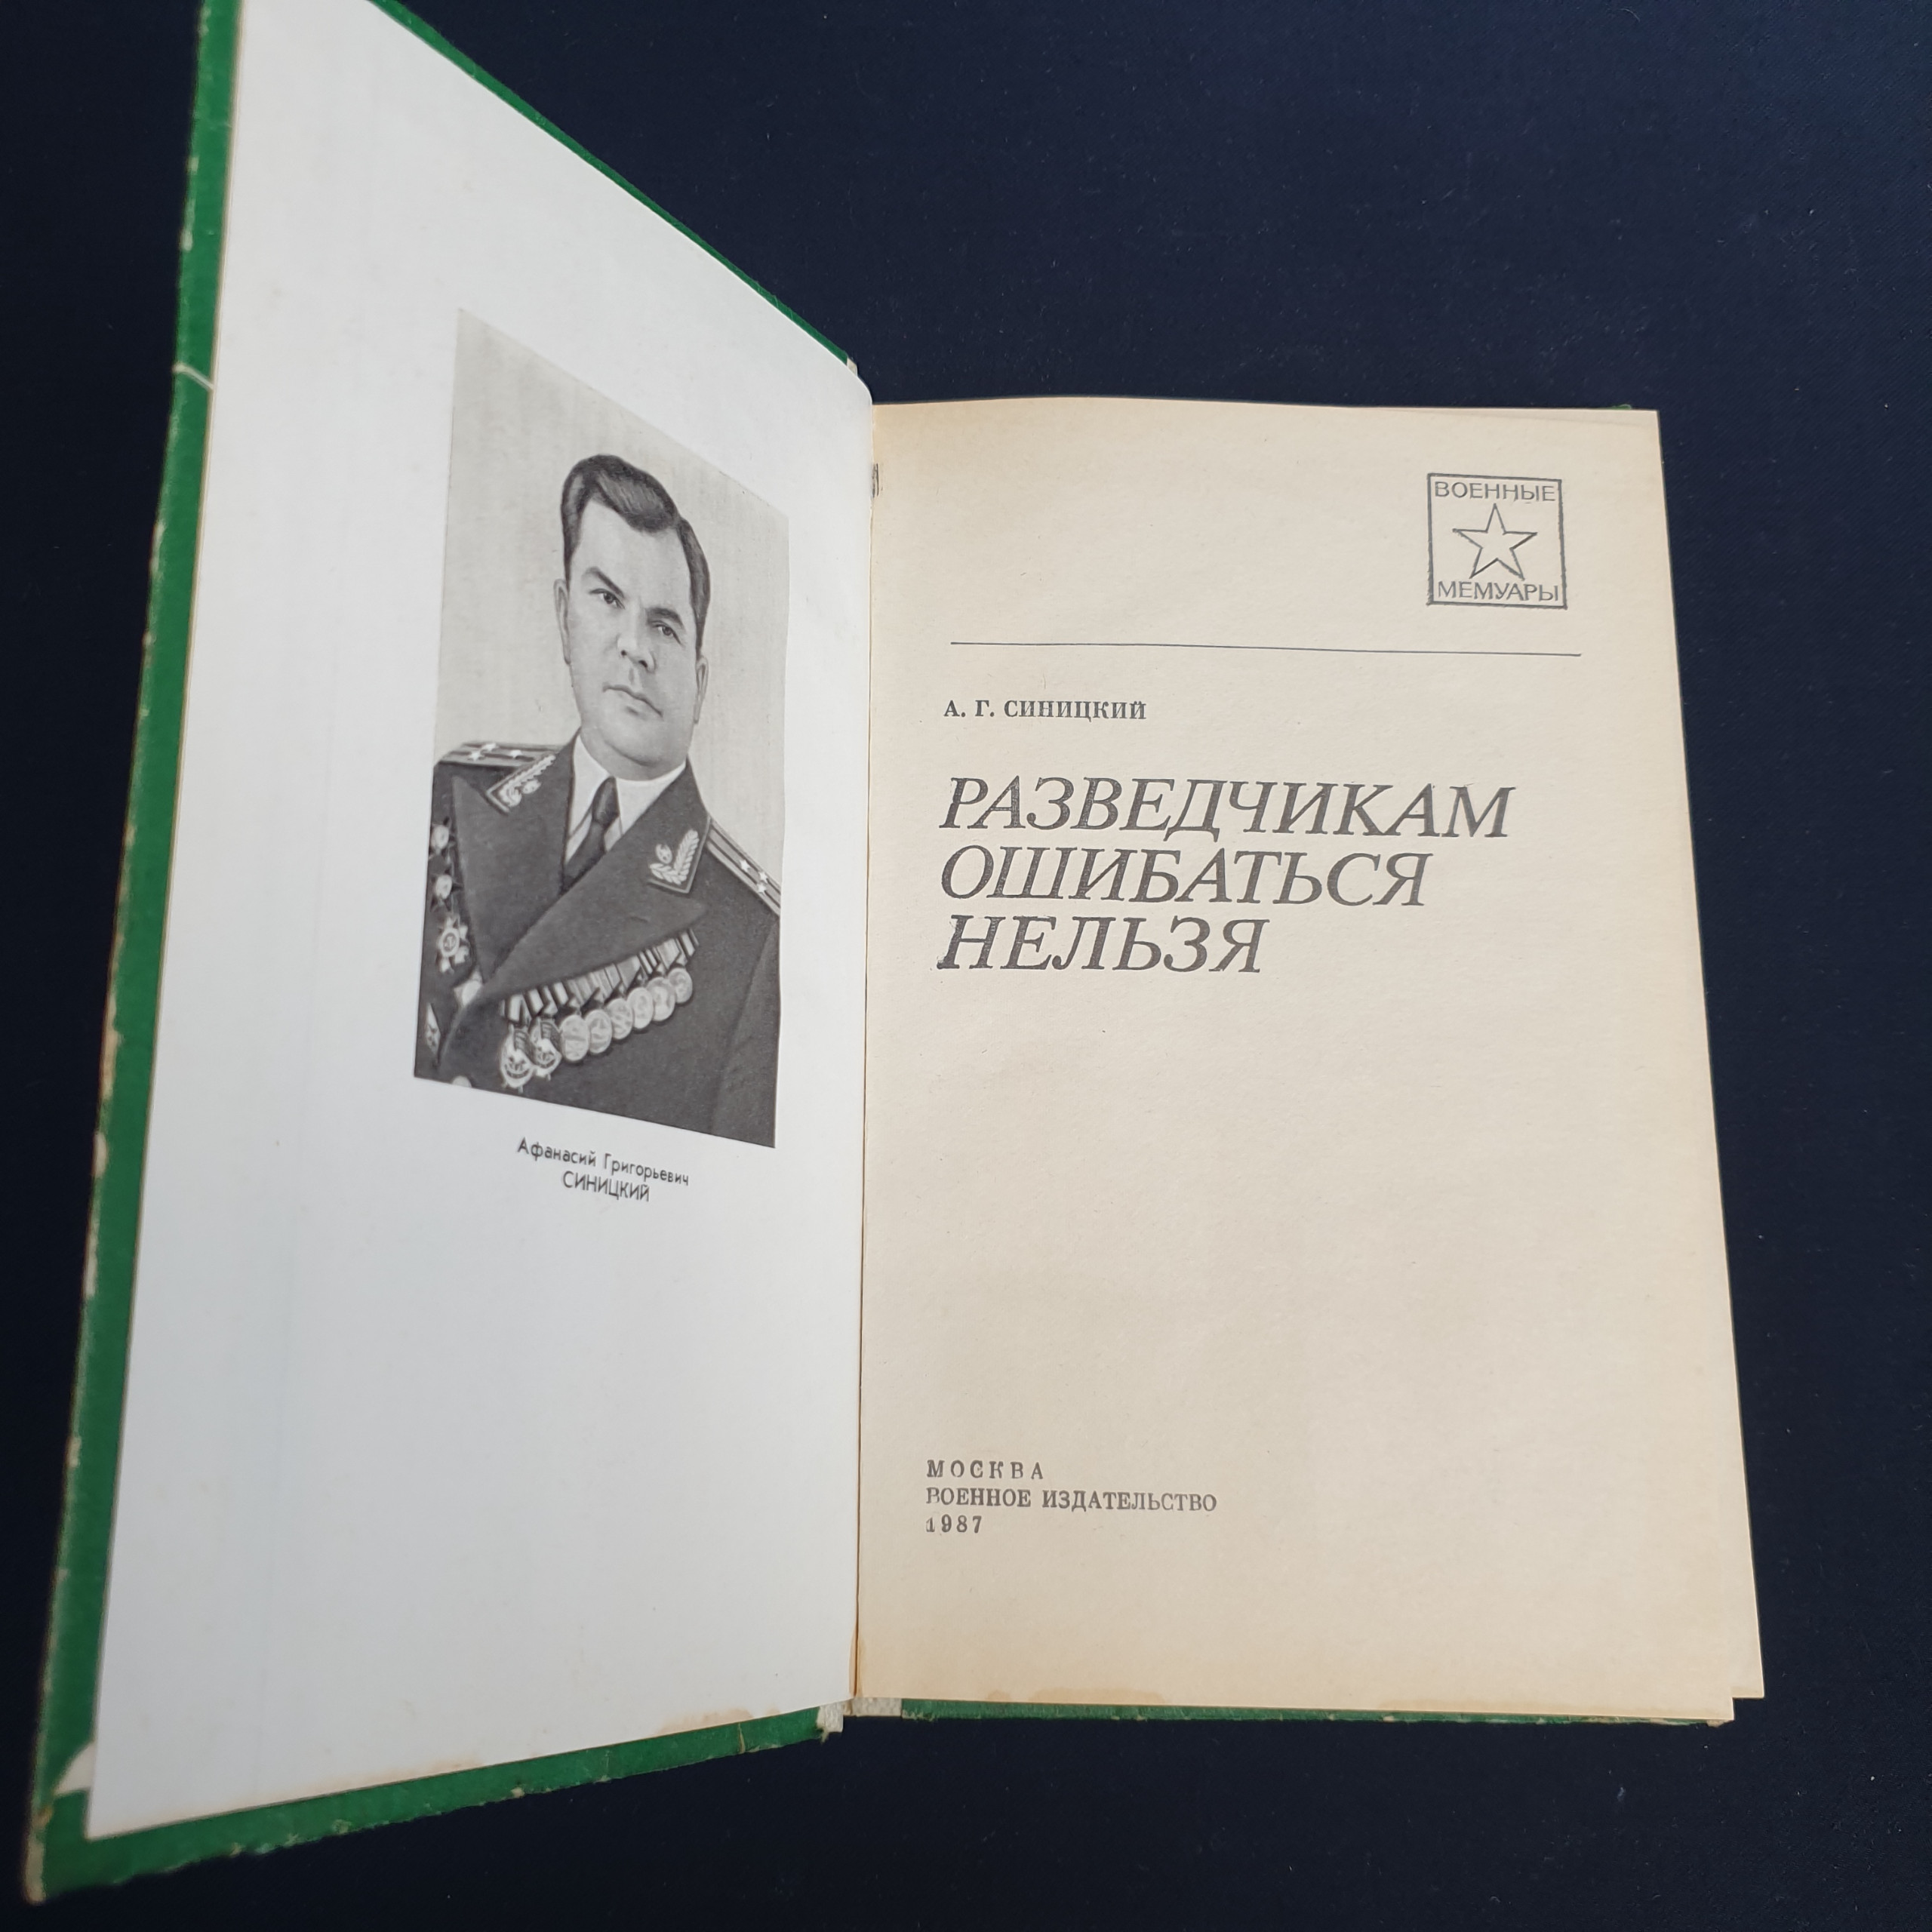 Афанасий Григорьевич
СИНИЦКИЙ
ВОЕННЫЕ
МЕМУАРЫ
А. Г. СИНИЦКИЙ
РАЗВЕДЧИКАМ
ОШИБАТЬСЯ
НЕЛЬЗЯ
МОСКВА
ВОЕННОЕ ИЗДАТЕЛЬСТВО
1987